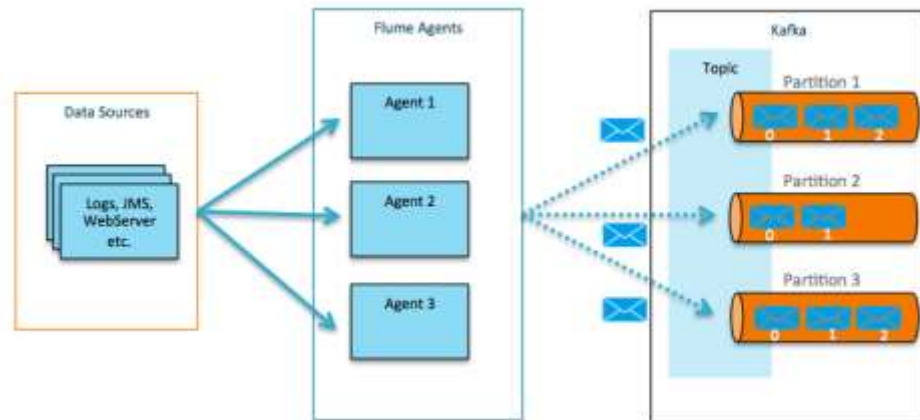 Data Sources
Logs, JMS,
WebServer
etc.
Flume Agents
Agent 1
Agent 2
Agent 3
Kafka
Topic
Partition 1
0 1 2
Partition 2
0 1
Partition 3
0 1 2